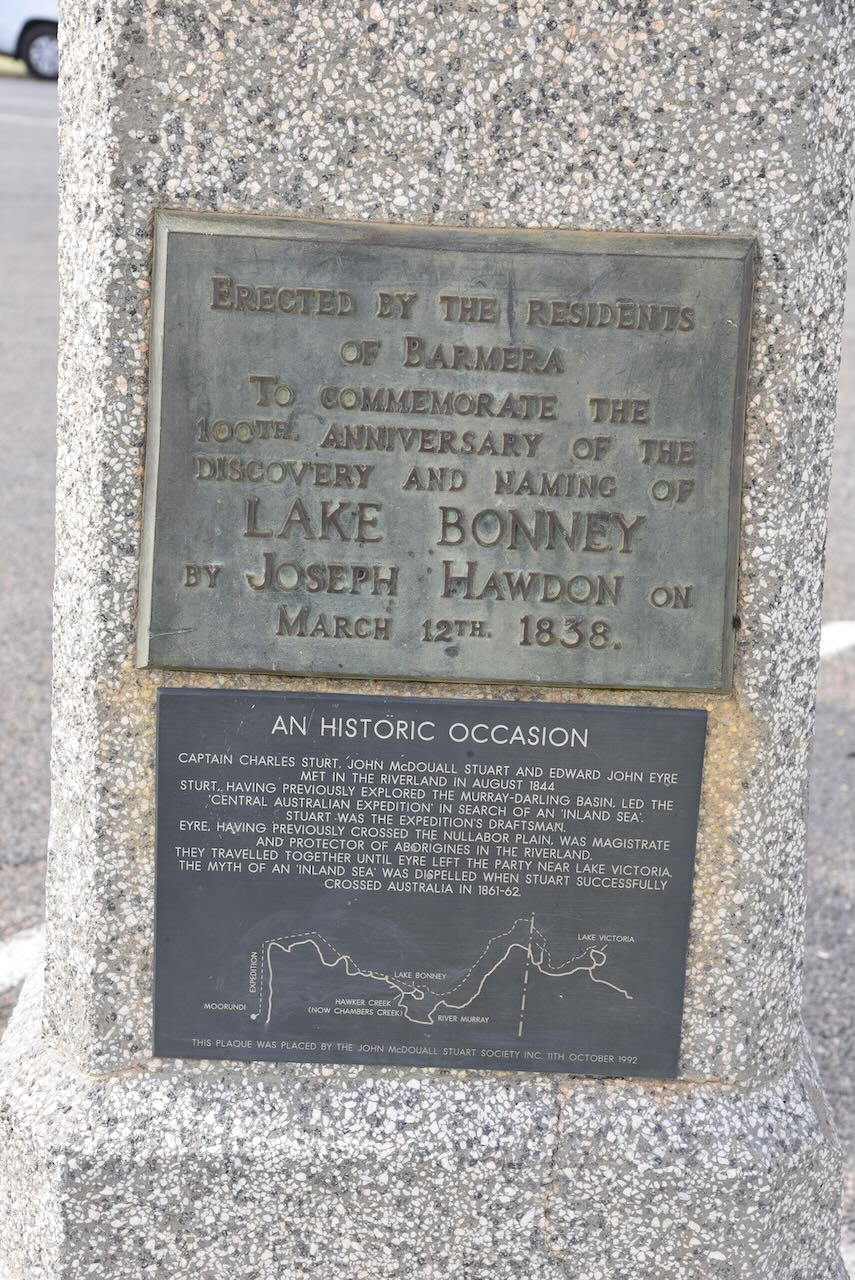 ERECTED BY THE RESIDENTS
OF BARMERA
TO COMMEMORATE THE
100TH. ANNIVERSARY OF THE
DISCOVERY AND NAMING OF
LAKE BONNEY
BY JOSEPH HAWDON ON
MARCH 12TH. 1838.
AN HISTORIC OCCASION
CAPTAIN CHARLES STURT, JOHN McDOUALL STUART AND EDWARD JOHN EYRE
MET IN THE RIVERLAND IN AUGUST 1844
STURT, HAVING PREVIOUSLY EXPLORED THE MURRAY-DARLING BASIN, LED THE
'CENTRAL AUSTRALIAN EXPEDITION' IN SEARCH OF AN 'INLAND SEA'.
STUART WAS THE EXPEDITION'S DRAFTSMAN.
EYRE, HAVING PREVIOUSLY CROSSED THE NULLABOR PLAIN, WAS MAGISTRATE
AND PROTECTOR OF ABORIGINES IN THE RIVERLAND.
THEY TRAVELLED TOGETHER UNTIL EYRE LEFT THE PARTY NEAR LAKE VICTORIA.
THE MYTH OF AN 'INLAND SEA' WAS DISPELLED WHEN STUART SUCCESSFULLY
CROSSED AUSTRALIA IN 1861-62.
LAKE VICTORIA
EXPEDITION
LAKE BONNEY
MOORUNDI
HAWKER CREEK
(NOW CHAMBERS CREEK)
RIVER MURRAY
THIS PLAQUE WAS PLACED BY THE JOHN McDOUALL STUART SOCIETY INC. 11TH OCTOBER 1992